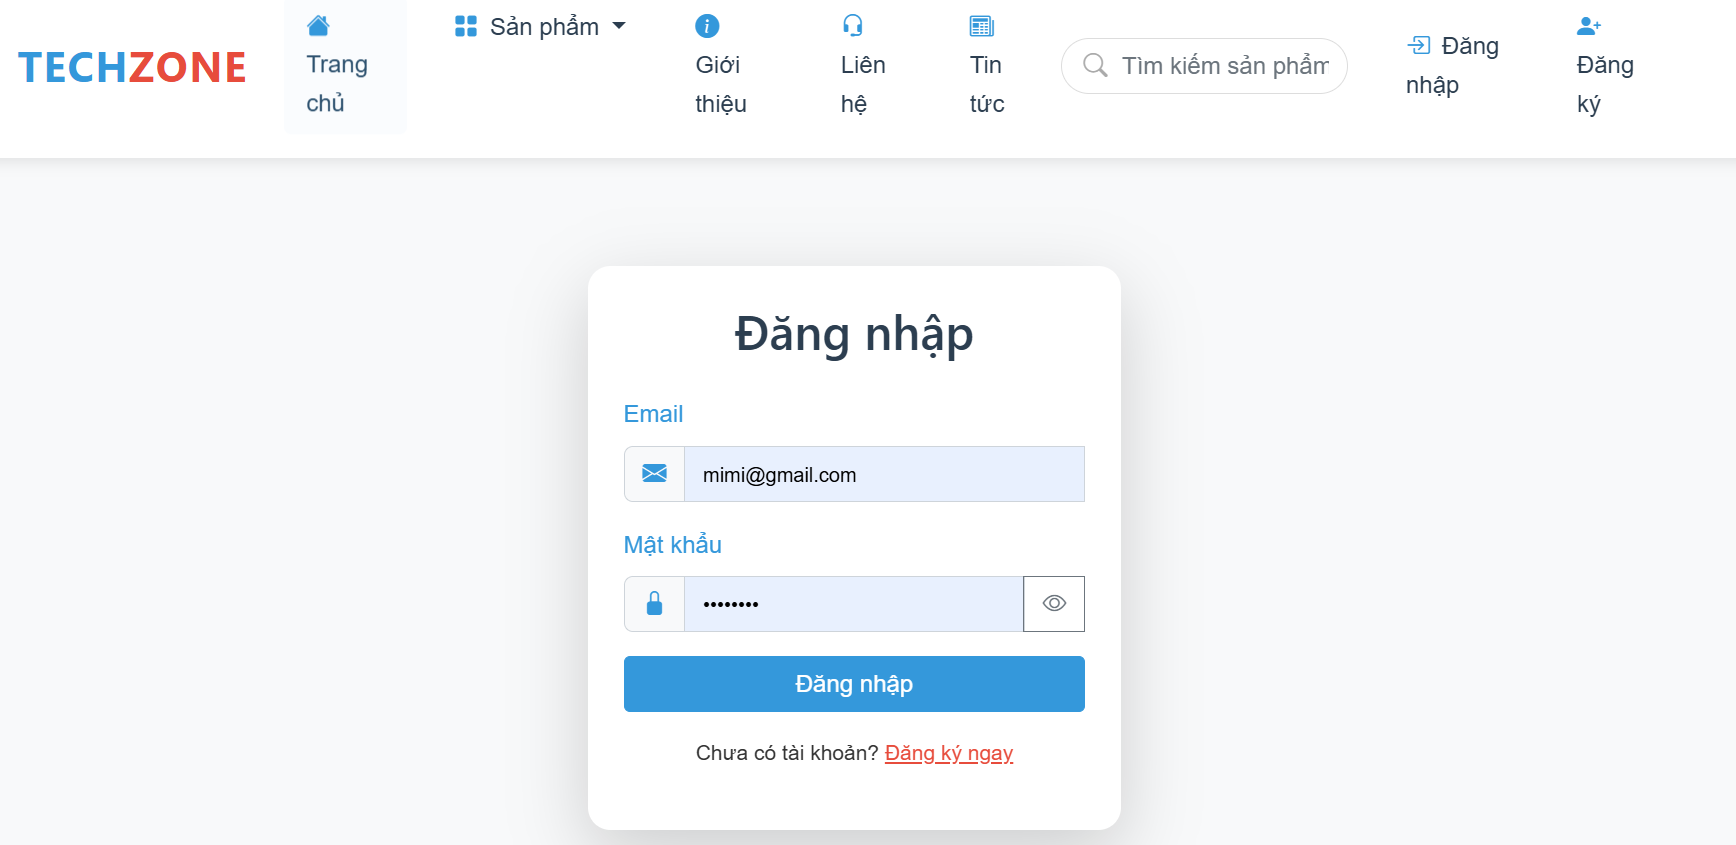 TECHZONE
Trang
chủ
Sản phẩm
Giới
thiệu
Liên
hệ
Tin
tức
Tìm kiếm sản phẩm
Đăng
nhập
Đăng
ký
Đăng nhập
Email
mimi@gmail.com
Mật khẩu
••••••••
Đăng nhập
Chưa có tài khoản? Đăng ký ngay